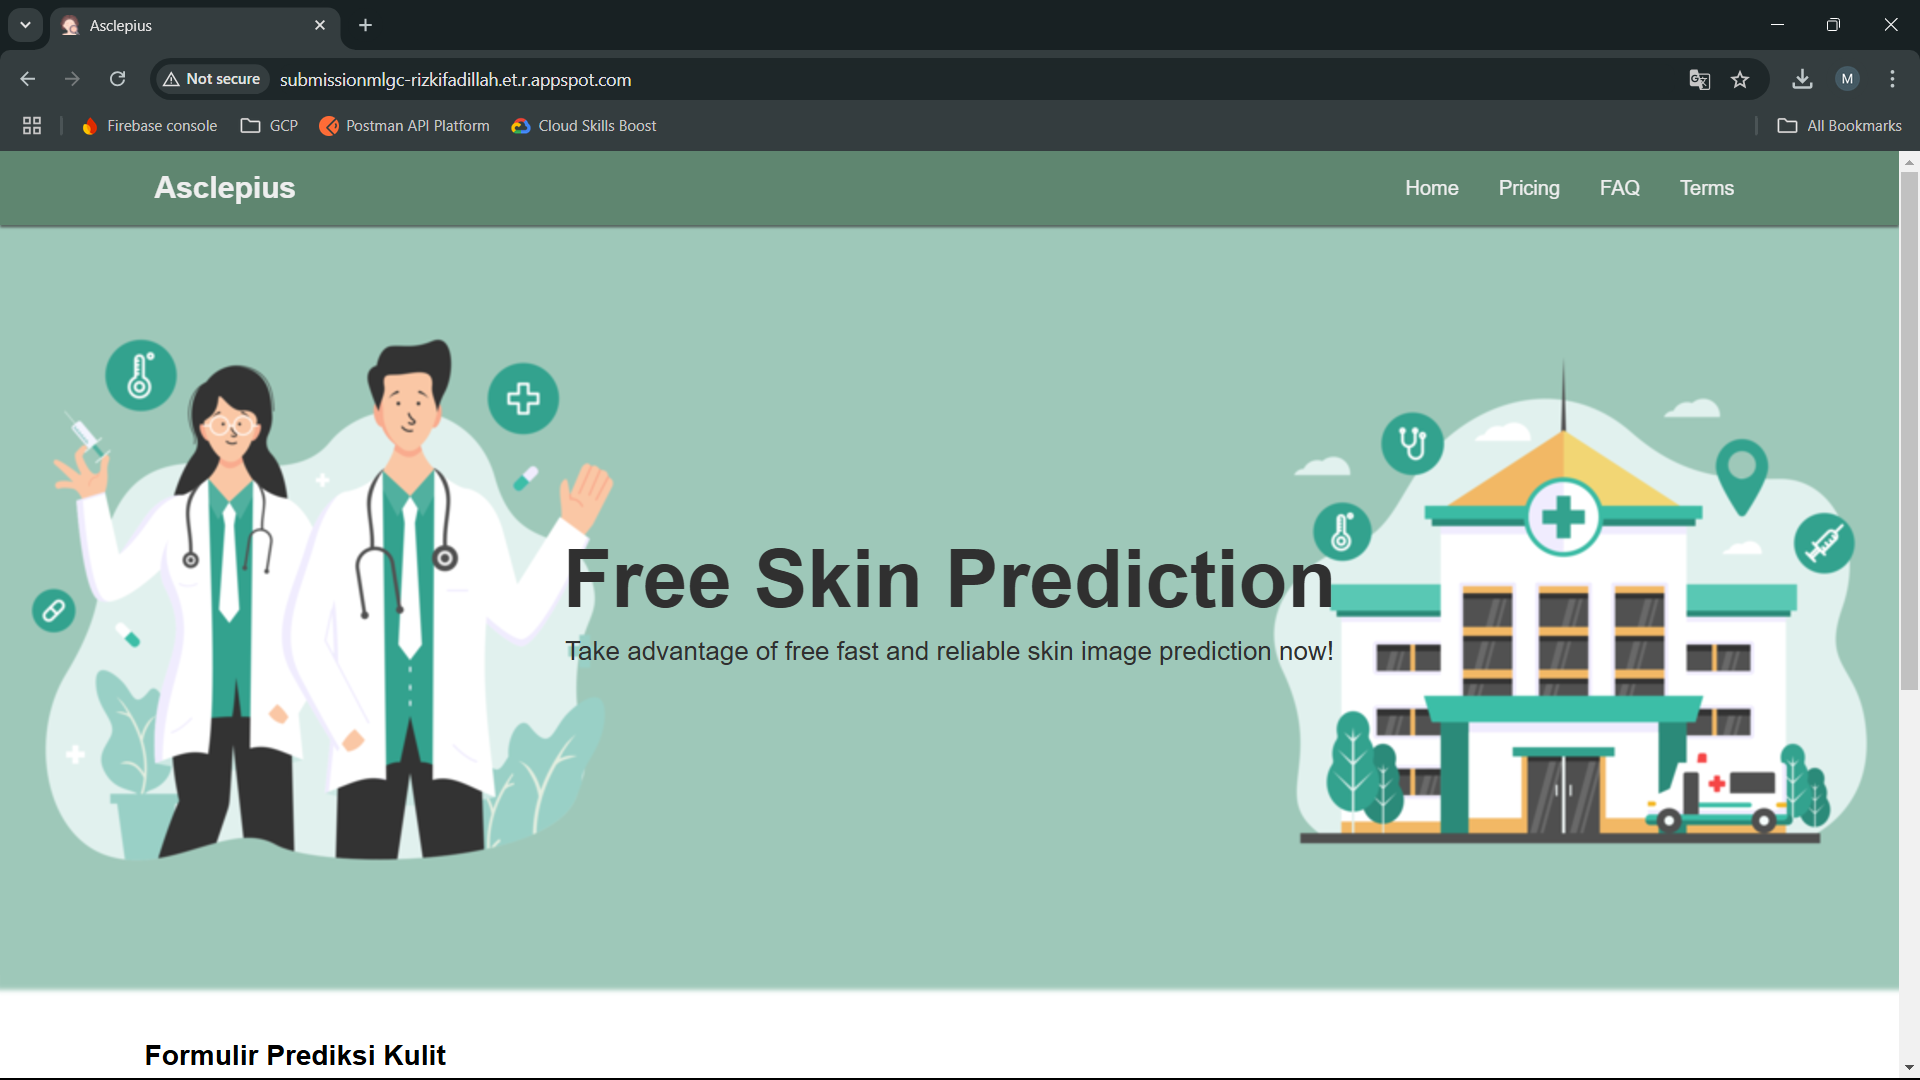 Asclepius
Not secure submissionmlgc-rizkifadillah.et.r.appspot.com
M
Firebase console GCP Postman API Platform Cloud Skills Boost All Bookmarks
Asclepius Home Pricing FAQ Terms
Free Skin Prediction
Take advantage of free fast and reliable skin image prediction now!
Formulir Prediksi Kulit